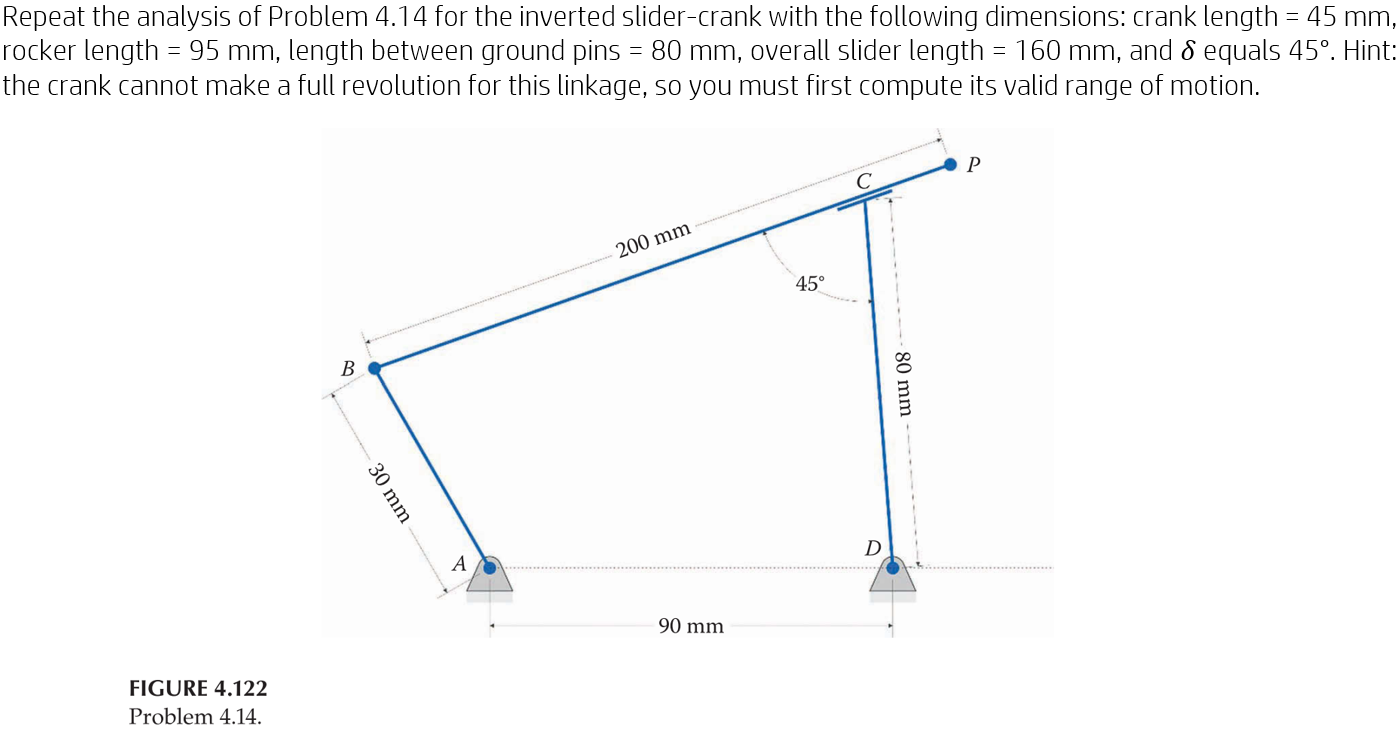 Repeat the analysis of Problem 4.14 for the inverted slider-crank with the following dimensions: crank length = 45 mm,
rocker length = 95 mm, length between ground pins = 80 mm, overall slider length = 160 mm, and δ equals 45°. Hint:
the crank cannot make a full revolution for this linkage, so you must first compute its valid range of motion.
P
C
200 mm
45°
B
80 mm
30 mm
D
A
90 mm
FIGURE 4.122
Problem 4.14.